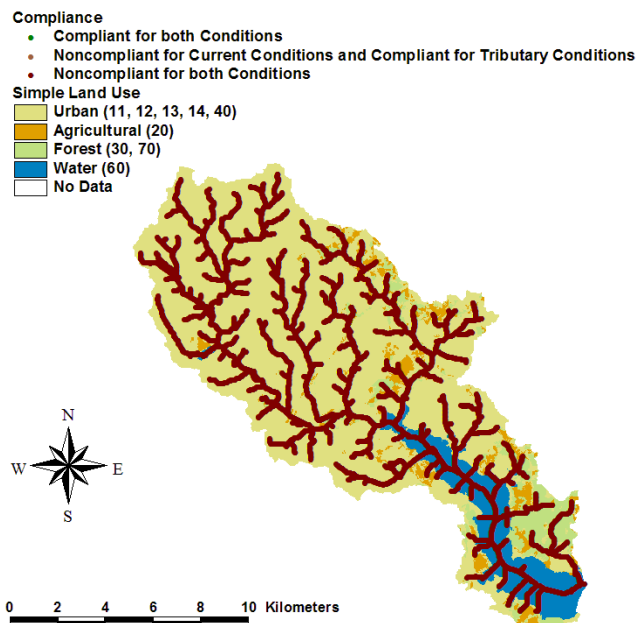 Compliance
Compliant for both Conditions
Noncompliant for Current Conditions and Compliant for Tributary Conditions
Noncompliant for both Conditions
Simple Land Use
Urban (11, 12, 13, 14, 40)
Agricultural (20)
Forest (30, 70)
Water (60)
No Data
N
W E
S
0 2 4 6 8 10 Kilometers